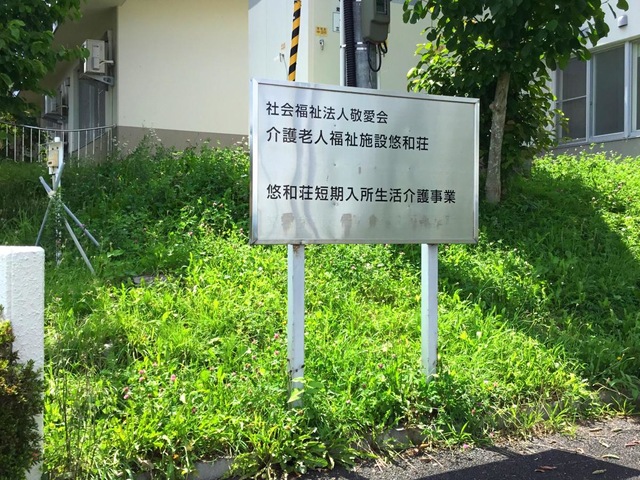 社会福祉法人敬愛会
介護老人福祉施設悠和荘
悠和荘短期入所生活介護事業